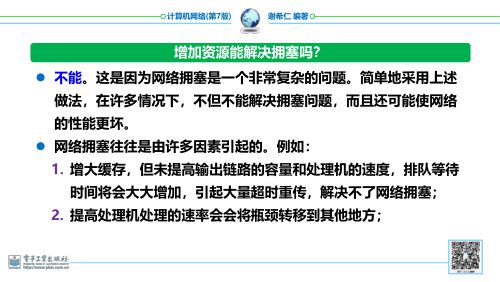 计算机网络(第7版)
谢希仁 编著
增加资源能解决拥塞吗？
不能。这是因为网络拥塞是一个非常复杂的问题。简单地采用上述
做法，在许多情况下，不但不能解决拥塞问题，而且还可能使网络
的性能更坏。
网络拥塞往往是由许多因素引起的。例如：
1. 增大缓存，但未提高输出链路的容量和处理机的速度，排队等待
时间将会大大增加，引起大量超时重传，解决不了网络拥塞；
2. 提高处理机处理的速率会会将瓶颈转移到其他地方；
电子工业出版社
http://www.phei.com.cn